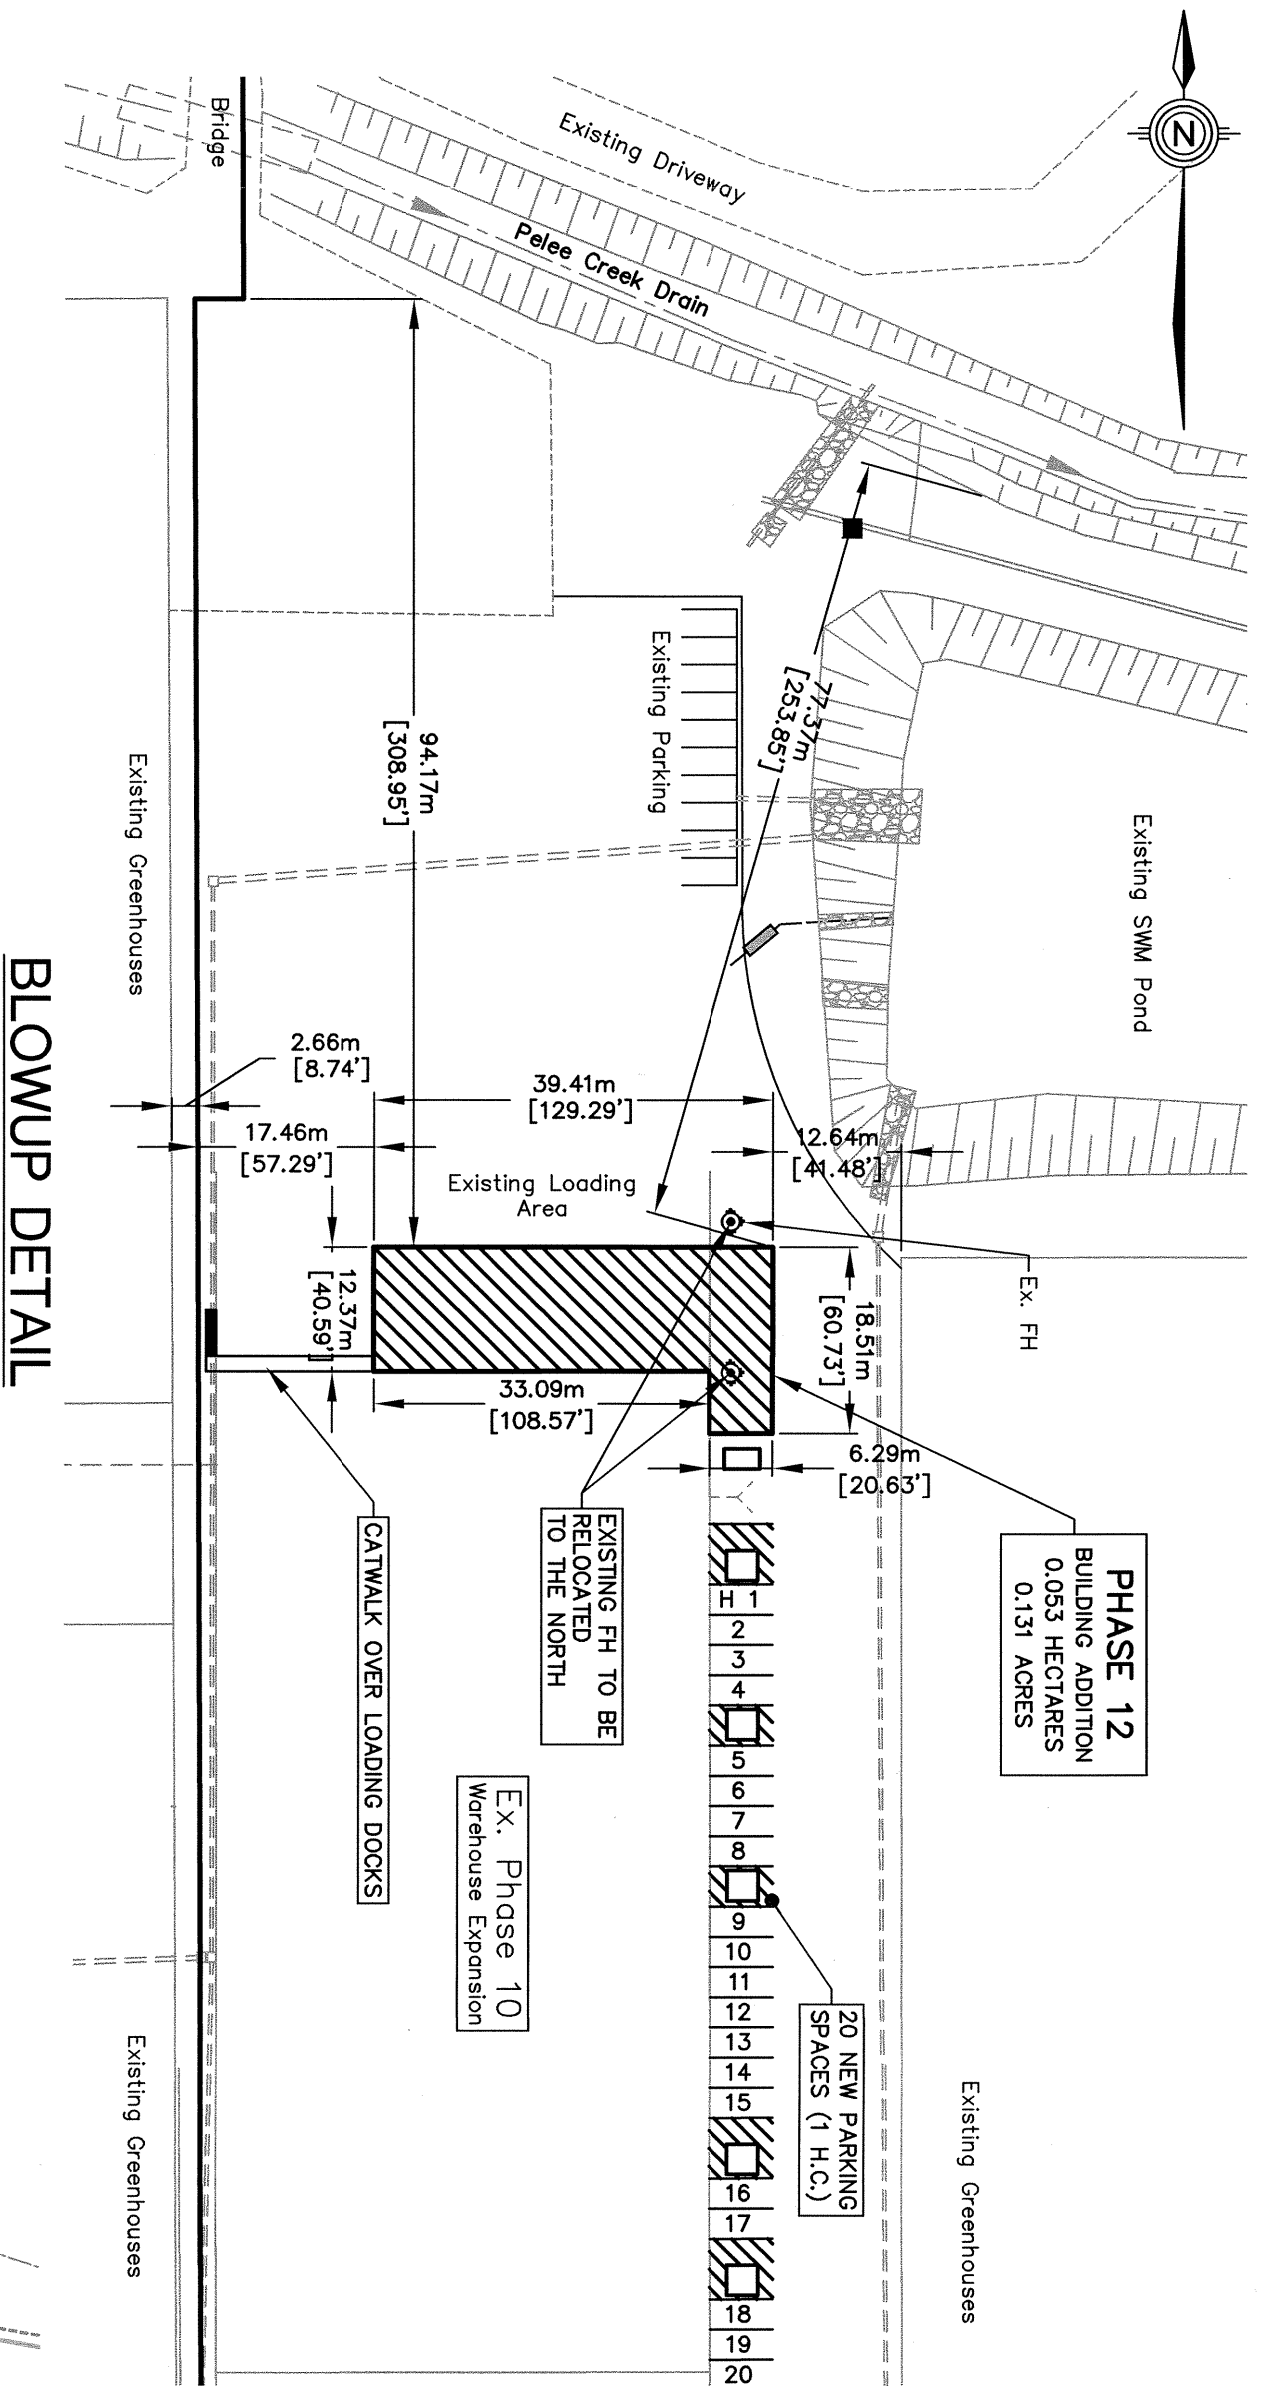 N
Bridge
Existing Driveway
Pelee Creek Drain
Existing Parking
77.37m
[253.85']
94.17m
[308.95']
Existing SWM Pond
Existing Greenhouses
BLOWUP DETAIL
2.66m
[8.74']
17.46m
[57.29']
39.41m
[129.29']
12.64m
[41.48']
Existing Loading
Area
Ex. FH
12.37m
[40.59']
18.51m
[60.73']
33.09m
[108.57']
6.29m
[20.63']
PHASE 12
BUILDING ADDITION
0.053 HECTARES
0.131 ACRES
EXISTING FH TO BE
RELOCATED
TO THE NORTH
CATWALK OVER LOADING DOCKS
Ex. Phase 10
Warehouse Expansion
20 NEW PARKING
SPACES (1 H.C.)
H 1
2
3
4
5
6
7
8
9
10
11
12
13
14
15
16
17
18
19
20
Existing Greenhouses
Existing Greenhouses